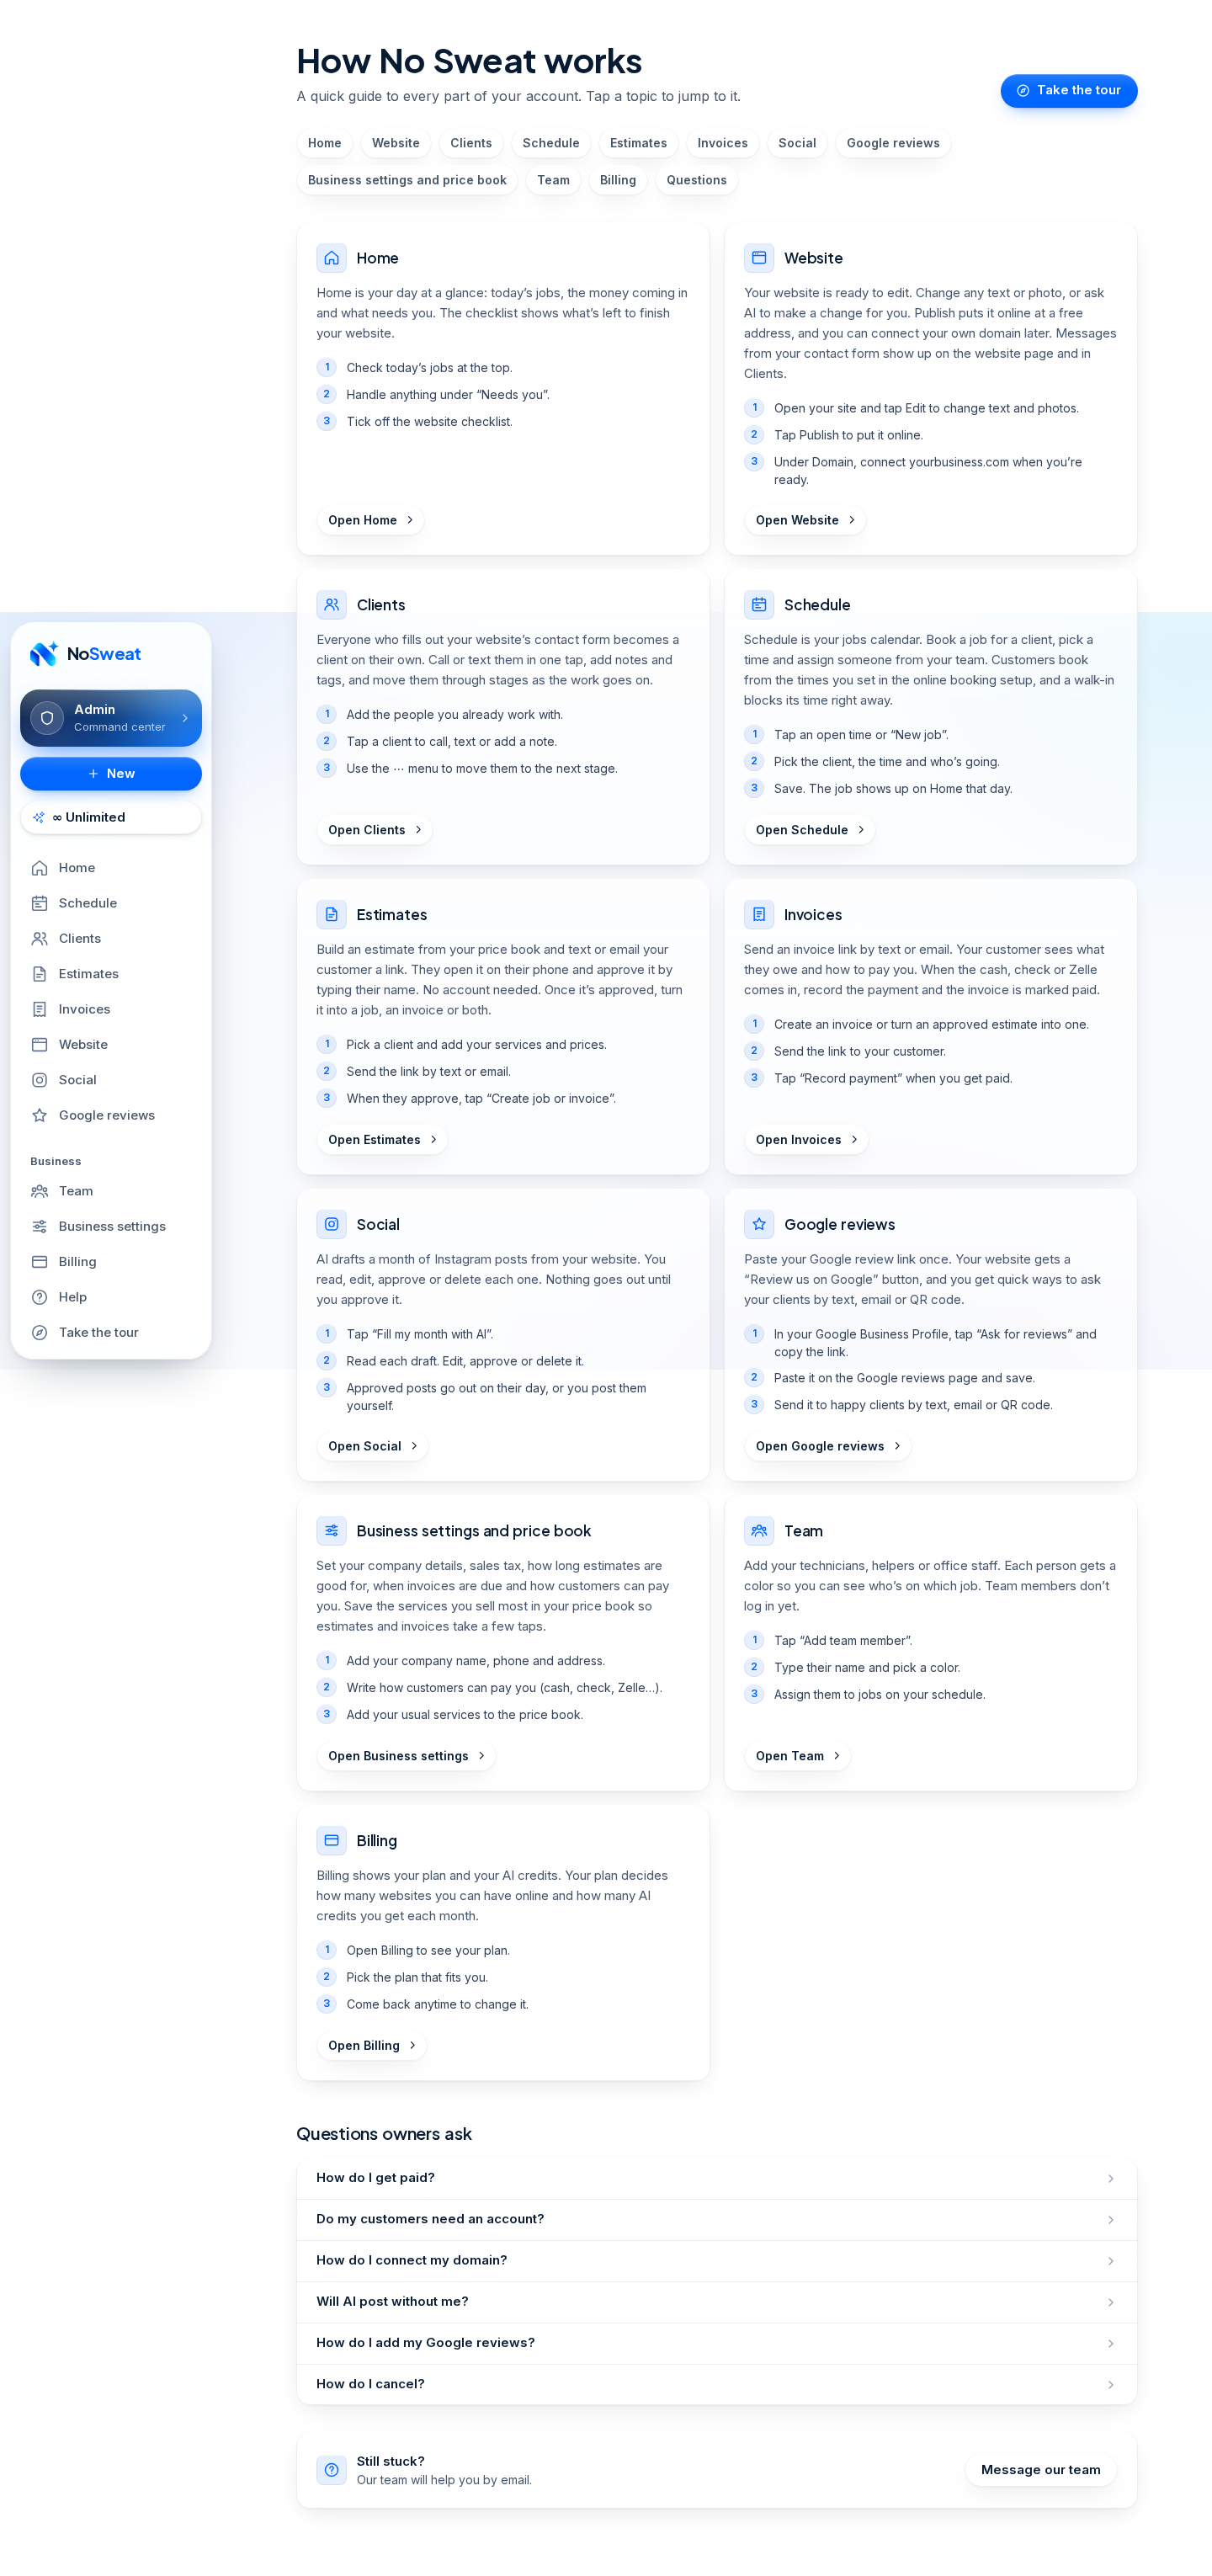 How No Sweat works
A quick guide to every part of your account. Tap a topic to jump to it.
Take the tour
Home
Website
Clients
Schedule
Estimates
Invoices
Social
Google reviews
Business settings and price book
Team
Billing
Questions
Home
Home is your day at a glance: today’s jobs, the money coming in
and what needs you. The checklist shows what’s left to finish
your website.
1 Check today’s jobs at the top.
2 Handle anything under “Needs you”.
3 Tick off the website checklist.
Open Home
Website
Your website is ready to edit. Change any text or photo, or ask
AI to make a change for you. Publish puts it online at a free
address, and you can connect your own domain later. Messages
from your contact form show up on the website page and in
Clients.
1 Open your site and tap Edit to change text and photos.
2 Tap Publish to put it online.
3 Under Domain, connect yourbusiness.com when you’re
ready.
Open Website
NoSweat
Admin
Command center
New
∞ Unlimited
Home
Schedule
Clients
Estimates
Invoices
Website
Social
Google reviews
Business
Team
Business settings
Billing
Help
Take the tour
Clients
Everyone who fills out your website’s contact form becomes a
client on their own. Call or text them in one tap, add notes and
tags, and move them through stages as the work goes on.
1 Add the people you already work with.
2 Tap a client to call, text or add a note.
3 Use the ⋯ menu to move them to the next stage.
Open Clients
Schedule
Schedule is your jobs calendar. Book a job for a client, pick a
time and assign someone from your team. Customers book
from the times you set in the online booking setup, and a walk-in
blocks its time right away.
1 Tap an open time or “New job”.
2 Pick the client, the time and who’s going.
3 Save. The job shows up on Home that day.
Open Schedule
Estimates
Build an estimate from your price book and text or email your
customer a link. They open it on their phone and approve it by
typing their name. No account needed. Once it’s approved, turn
it into a job, an invoice or both.
1 Pick a client and add your services and prices.
2 Send the link by text or email.
3 When they approve, tap “Create job or invoice”.
Open Estimates
Invoices
Send an invoice link by text or email. Your customer sees what
they owe and how to pay you. When the cash, check or Zelle
comes in, record the payment and the invoice is marked paid.
1 Create an invoice or turn an approved estimate into one.
2 Send the link to your customer.
3 Tap “Record payment” when you get paid.
Open Invoices
Social
AI drafts a month of Instagram posts from your website. You
read, edit, approve or delete each one. Nothing goes out until
you approve it.
1 Tap “Fill my month with AI”.
2 Read each draft. Edit, approve or delete it.
3 Approved posts go out on their day, or you post them
yourself.
Open Social
Google reviews
Paste your Google review link once. Your website gets a
“Review us on Google” button, and you get quick ways to ask
your clients by text, email or QR code.
1 In your Google Business Profile, tap “Ask for reviews” and
copy the link.
2 Paste it on the Google reviews page and save.
3 Send it to happy clients by text, email or QR code.
Open Google reviews
Business settings and price book
Set your company details, sales tax, how long estimates are
good for, when invoices are due and how customers can pay
you. Save the services you sell most in your price book so
estimates and invoices take a few taps.
1 Add your company name, phone and address.
2 Write how customers can pay you (cash, check, Zelle…).
3 Add your usual services to the price book.
Open Business settings
Team
Add your technicians, helpers or office staff. Each person gets a
color so you can see who’s on which job. Team members don’t
log in yet.
1 Tap “Add team member”.
2 Type their name and pick a color.
3 Assign them to jobs on your schedule.
Open Team
Billing
Billing shows your plan and your AI credits. Your plan decides
how many websites you can have online and how many AI
credits you get each month.
1 Open Billing to see your plan.
2 Pick the plan that fits you.
3 Come back anytime to change it.
Open Billing
Questions owners ask
How do I get paid?
Do my customers need an account?
How do I connect my domain?
Will AI post without me?
How do I add my Google reviews?
How do I cancel?
Still stuck?
Our team will help you by email.
Message our team